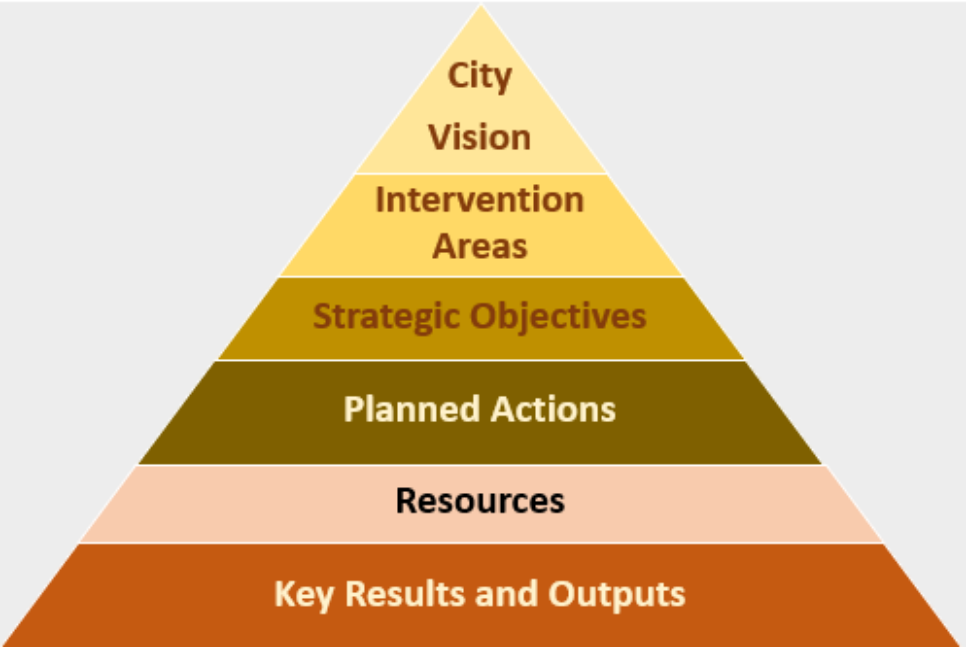 City
Vision
Intervention
Areas
Strategic Objectives
Planned Actions
Resources
Key Results and Outputs